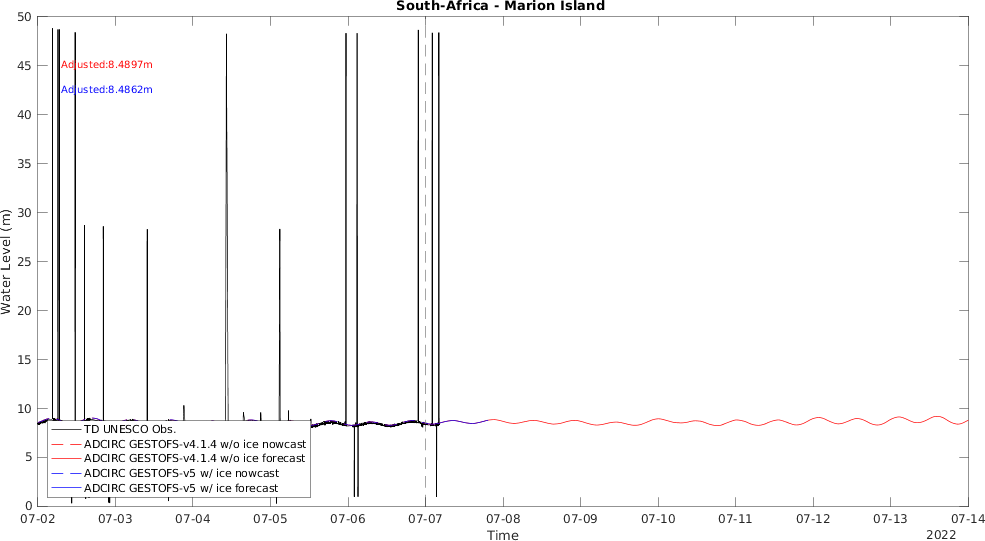 South-Africa - Marion Island
50
45
40
35
30
25
20
15
10
5
0
Water Level (m)
Adjusted:8.4897m
Adjusted:8.4862m
TD UNESCO Obs.
ADCIRC GESTOFS-v4.1.4 w/o ice nowcast
ADCIRC GESTOFS-v4.1.4 w/o ice forecast
ADCIRC GESTOFS-v5 w/ ice nowcast
ADCIRC GESTOFS-v5 w/ ice forecast
07-02 07-03 07-04 07-05 07-06 07-07 07-08 07-09 07-10 07-11 07-12 07-13 07-14
Time
2022